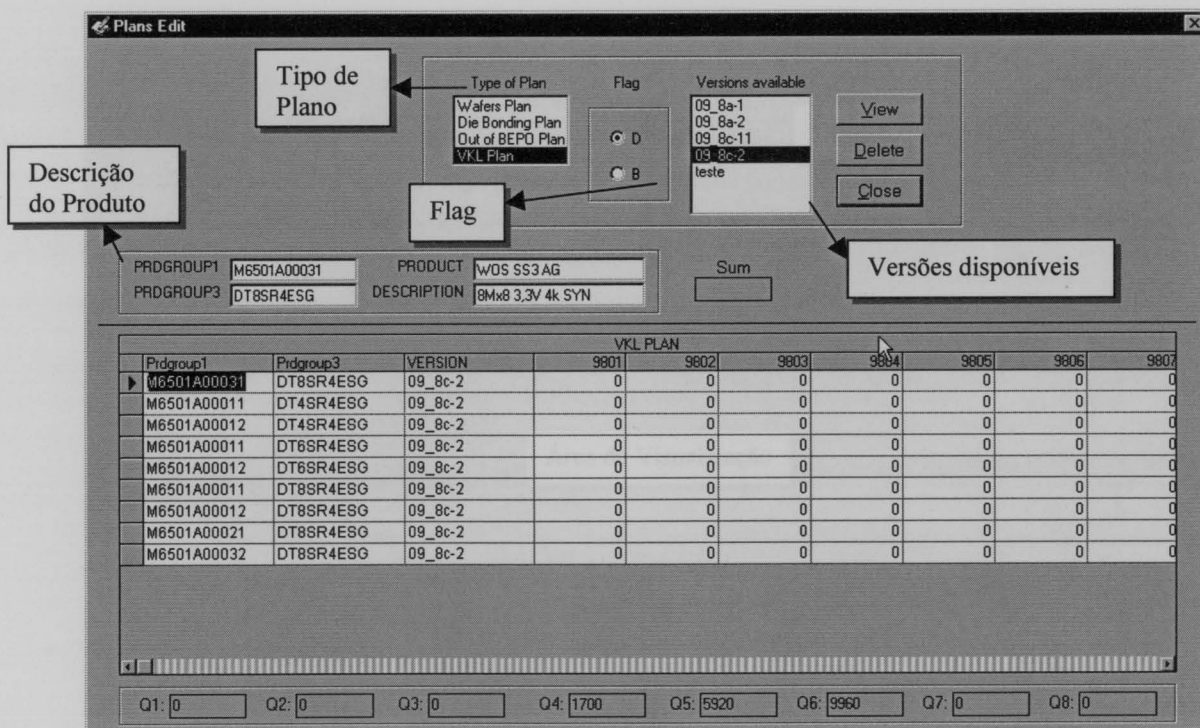 Plans Edit
Tipo de
Plano
Type of Plan
Flag
Versions available
Wafers Plan
Die Bonding Plan
Out of BEPO Plan
VKL Plan
D
B
09_8a-1
09_8a-2
09_8c-11
09_8c-2
teste
View
Delete
Close
Descrição
do Produto
Flag
Versões disponíveis
PRDGROUP1 M6501A00031 PRODUCT WOS SS3 AG
PRDGROUP3 DT8SR4ESG DESCRIPTION 8Mx8 3,3V 4k SYN
Sum
VKL PLAN
Prdgroup1 Prdgroup3 VERSION 9801 9802 9803 9804 9805 9806 9807
M6501A00031 DT8SR4ESG 09_8c-2 0 0 0 0 0 0 0
M6501A00011 DT4SR4ESG 09_8c-2 0 0 0 0 0 0 0
M6501A00012 DT4SR4ESG 09_8c-2 0 0 0 0 0 0 0
M6501A00011 DT6SR4ESG 09_8c-2 0 0 0 0 0 0 0
M6501A00012 DT6SR4ESG 09_8c-2 0 0 0 0 0 0 0
M6501A00011 DT8SR4ESG 09_8c-2 0 0 0 0 0 0 0
M6501A00012 DT8SR4ESG 09_8c-2 0 0 0 0 0 0 0
M6501A00021 DT8SR4ESG 09_8c-2 0 0 0 0 0 0 0
M6501A00032 DT8SR4ESG 09_8c-2 0 0 0 0 0 0 0
Q1: 0 Q2: 0 Q3: 0 Q4: 1700 Q5: 5920 Q6: 9960 Q7: 0 Q8: 0